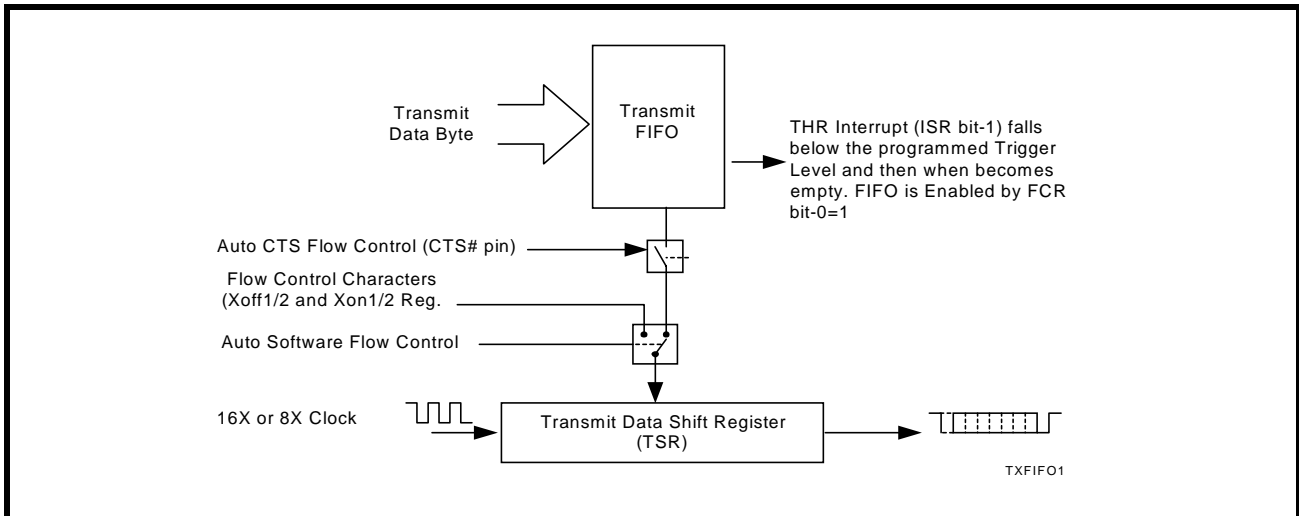 Transmit
Data Byte
Transmit
FIFO
THR Interrupt (ISR bit-1) falls
below the programmed Trigger
Level and then when becomes
empty. FIFO is Enabled by FCR
bit-0=1
Auto CTS Flow Control (CTS# pin)
Flow Control Characters
(Xoff1/2 and Xon1/2 Reg.
Auto Software Flow Control
16X or 8X Clock
Transmit Data Shift Register
(TSR)
TXFIFO1